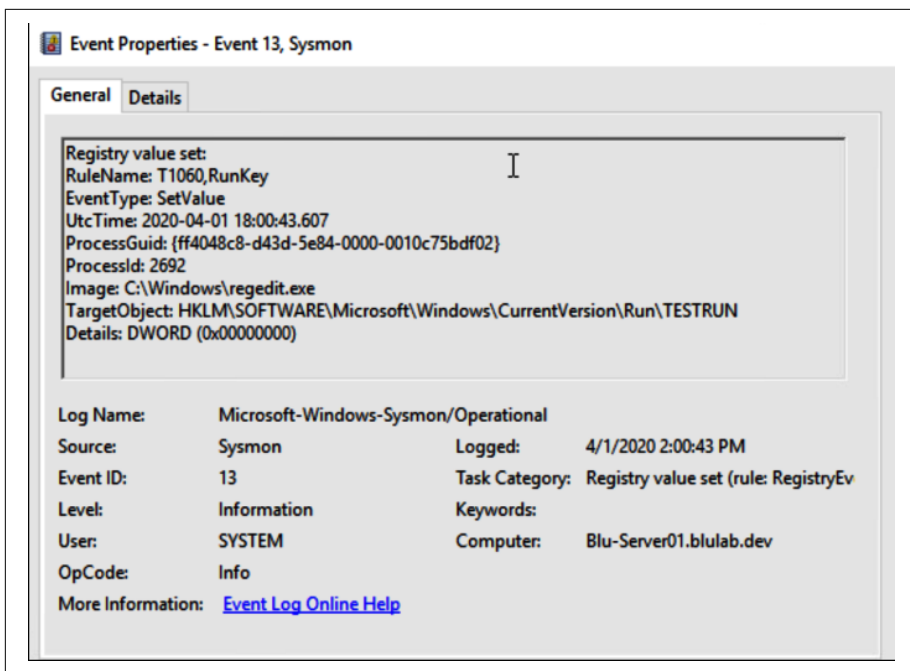 Event Properties - Event 13, Sysmon
General Details
Registry value set:
RuleName: T1060,RunKey
EventType: SetValue
UtcTime: 2020-04-01 18:00:43.607
ProcessGuid: {ff4048c8-d43d-5e84-0000-0010c75bdf02}
ProcessId: 2692
Image: C:\Windows\regedit.exe
TargetObject: HKLM\SOFTWARE\Microsoft\Windows\CurrentVersion\Run\TESTRUN
Details: DWORD (0x00000000)
Log Name: Microsoft-Windows-Sysmon/Operational
Source: Sysmon Logged: 4/1/2020 2:00:43 PM
Event ID: 13 Task Category: Registry value set (rule: RegistryEv
Level: Information Keywords:
User: SYSTEM Computer: Blu-Server01.blulab.dev
OpCode: Info
More Information: Event Log Online Help